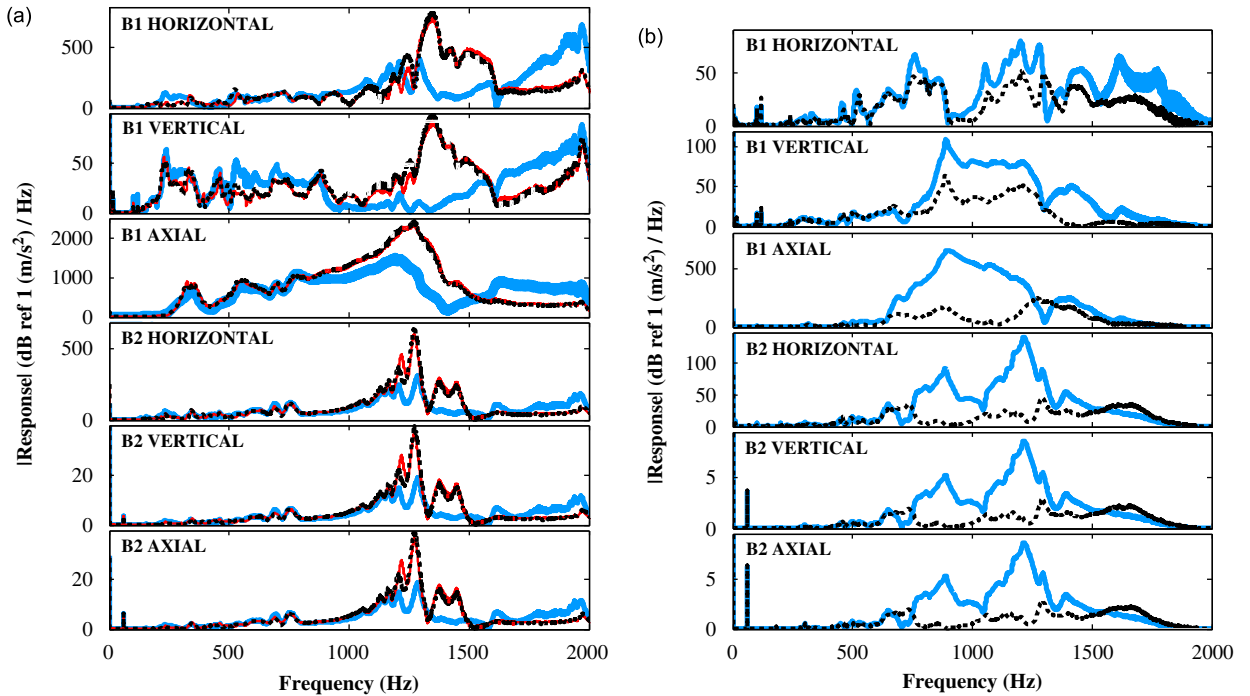 (a)
|Response| (dB ref 1 (m/s²) / Hz)
B1 HORIZONTAL
500
0
B1 VERTICAL
50
0
B1 AXIAL
2000
1000
0
B2 HORIZONTAL
500
0
B2 VERTICAL
20
0
B2 AXIAL
20
0
0 500 1000 1500 2000
Frequency (Hz)
(b)
|Response| (dB ref 1 (m/s²) / Hz)
B1 HORIZONTAL
50
0
B1 VERTICAL
100
50
0
B1 AXIAL
500
0
B2 HORIZONTAL
100
50
0
B2 VERTICAL
5
0
B2 AXIAL
5
0
0 500 1000 1500 2000
Frequency (Hz)